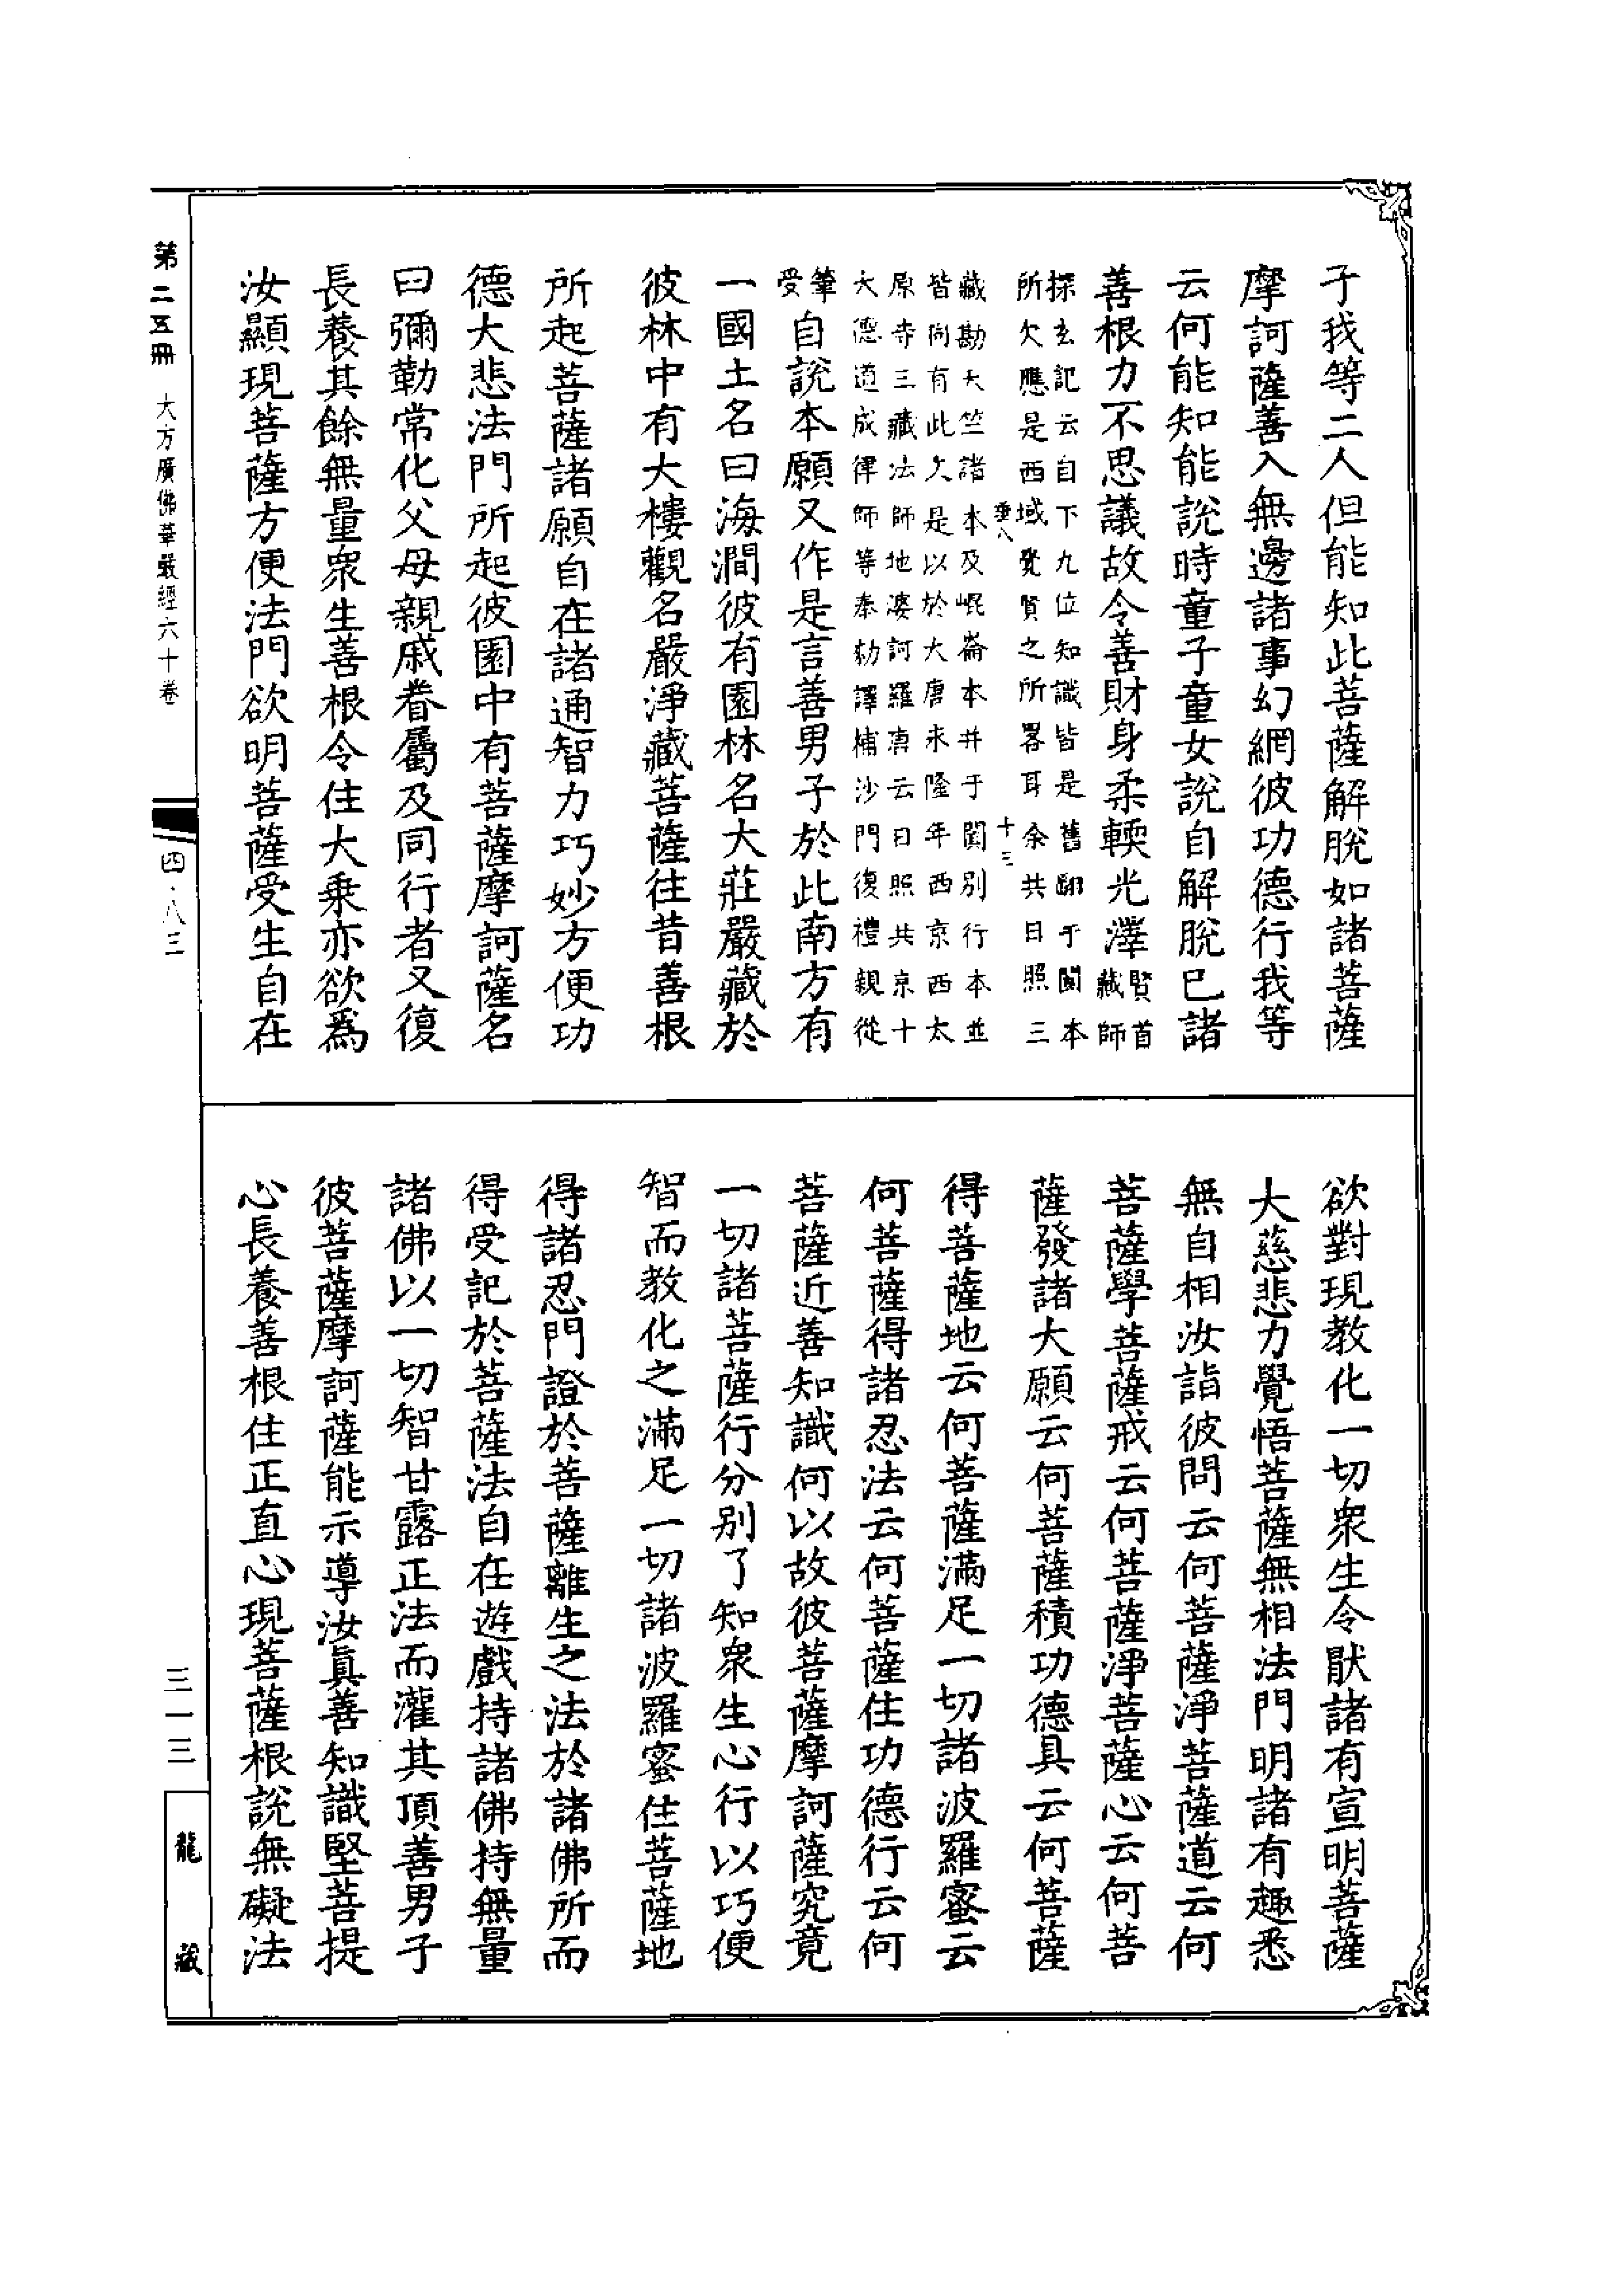 子我等二人但能知此菩薩解脫如諸菩薩
摩訶薩善入無邊諸事幻網彼功德行我等
云何能知能說時童子童女說自解脫已諸
善根力不思議故令善財身柔輭光澤
賢首
藏師
探玄記云自下九位知識皆是舊翻于闐本
所欠應是西域覺賢之所畧耳余共日照三
十三
藏勘天竺諸本及崐崙本并于闐別行本並
皆同有此欠是以於大唐永隆年西京西太
原寺三藏法師地婆訶羅唐云日照共京十
大德道成律師等奉勅譯補沙門復禮親從
筆
受
自說本願又作是言善男子於此南方有
一國土名曰海澗彼有園林名大莊嚴藏於
彼林中有大樓觀名嚴淨藏菩薩往昔善根
所起菩薩諸願自在諸通智力巧妙方便功
德大悲法門所起彼園中有菩薩摩訶薩名
曰彌勒常化父母親戚眷屬及同行者又復
長養其餘無量衆生善根令住大乗亦欲爲
汝顯現菩薩方便法門欲明菩薩受生自在
欲對現教化一切衆生令猒諸有宣明菩薩
大慈悲力覺悟菩薩無相法門明諸有趣悉
無自相汝詣彼問云何菩薩淨菩薩道云何
菩薩學菩薩戒云何菩薩淨菩薩心云何菩
薩發諸大願云何菩薩積功德具云何菩薩
得菩薩地云何菩薩滿足一切諸波羅蜜云
何菩薩得諸忍法云何菩薩住功德行云何
菩薩近善知識何以故彼菩薩摩訶薩究竟
一切諸菩薩行分別了知衆生心行以巧便
智而教化之滿足一切諸波羅蜜住菩薩地
得諸忍門證於菩薩離生之法於諸佛所而
得受記於菩薩法自在遊戲持諸佛持無量
諸佛以一切智甘露正法而灌其頂善男子
彼菩薩摩訶薩能示導汝眞善知識堅菩提
心長養善根住正直心現菩薩根說無礙法
第二五冊 大方廣佛華嚴經六十卷
四·八三
三一三
龍藏